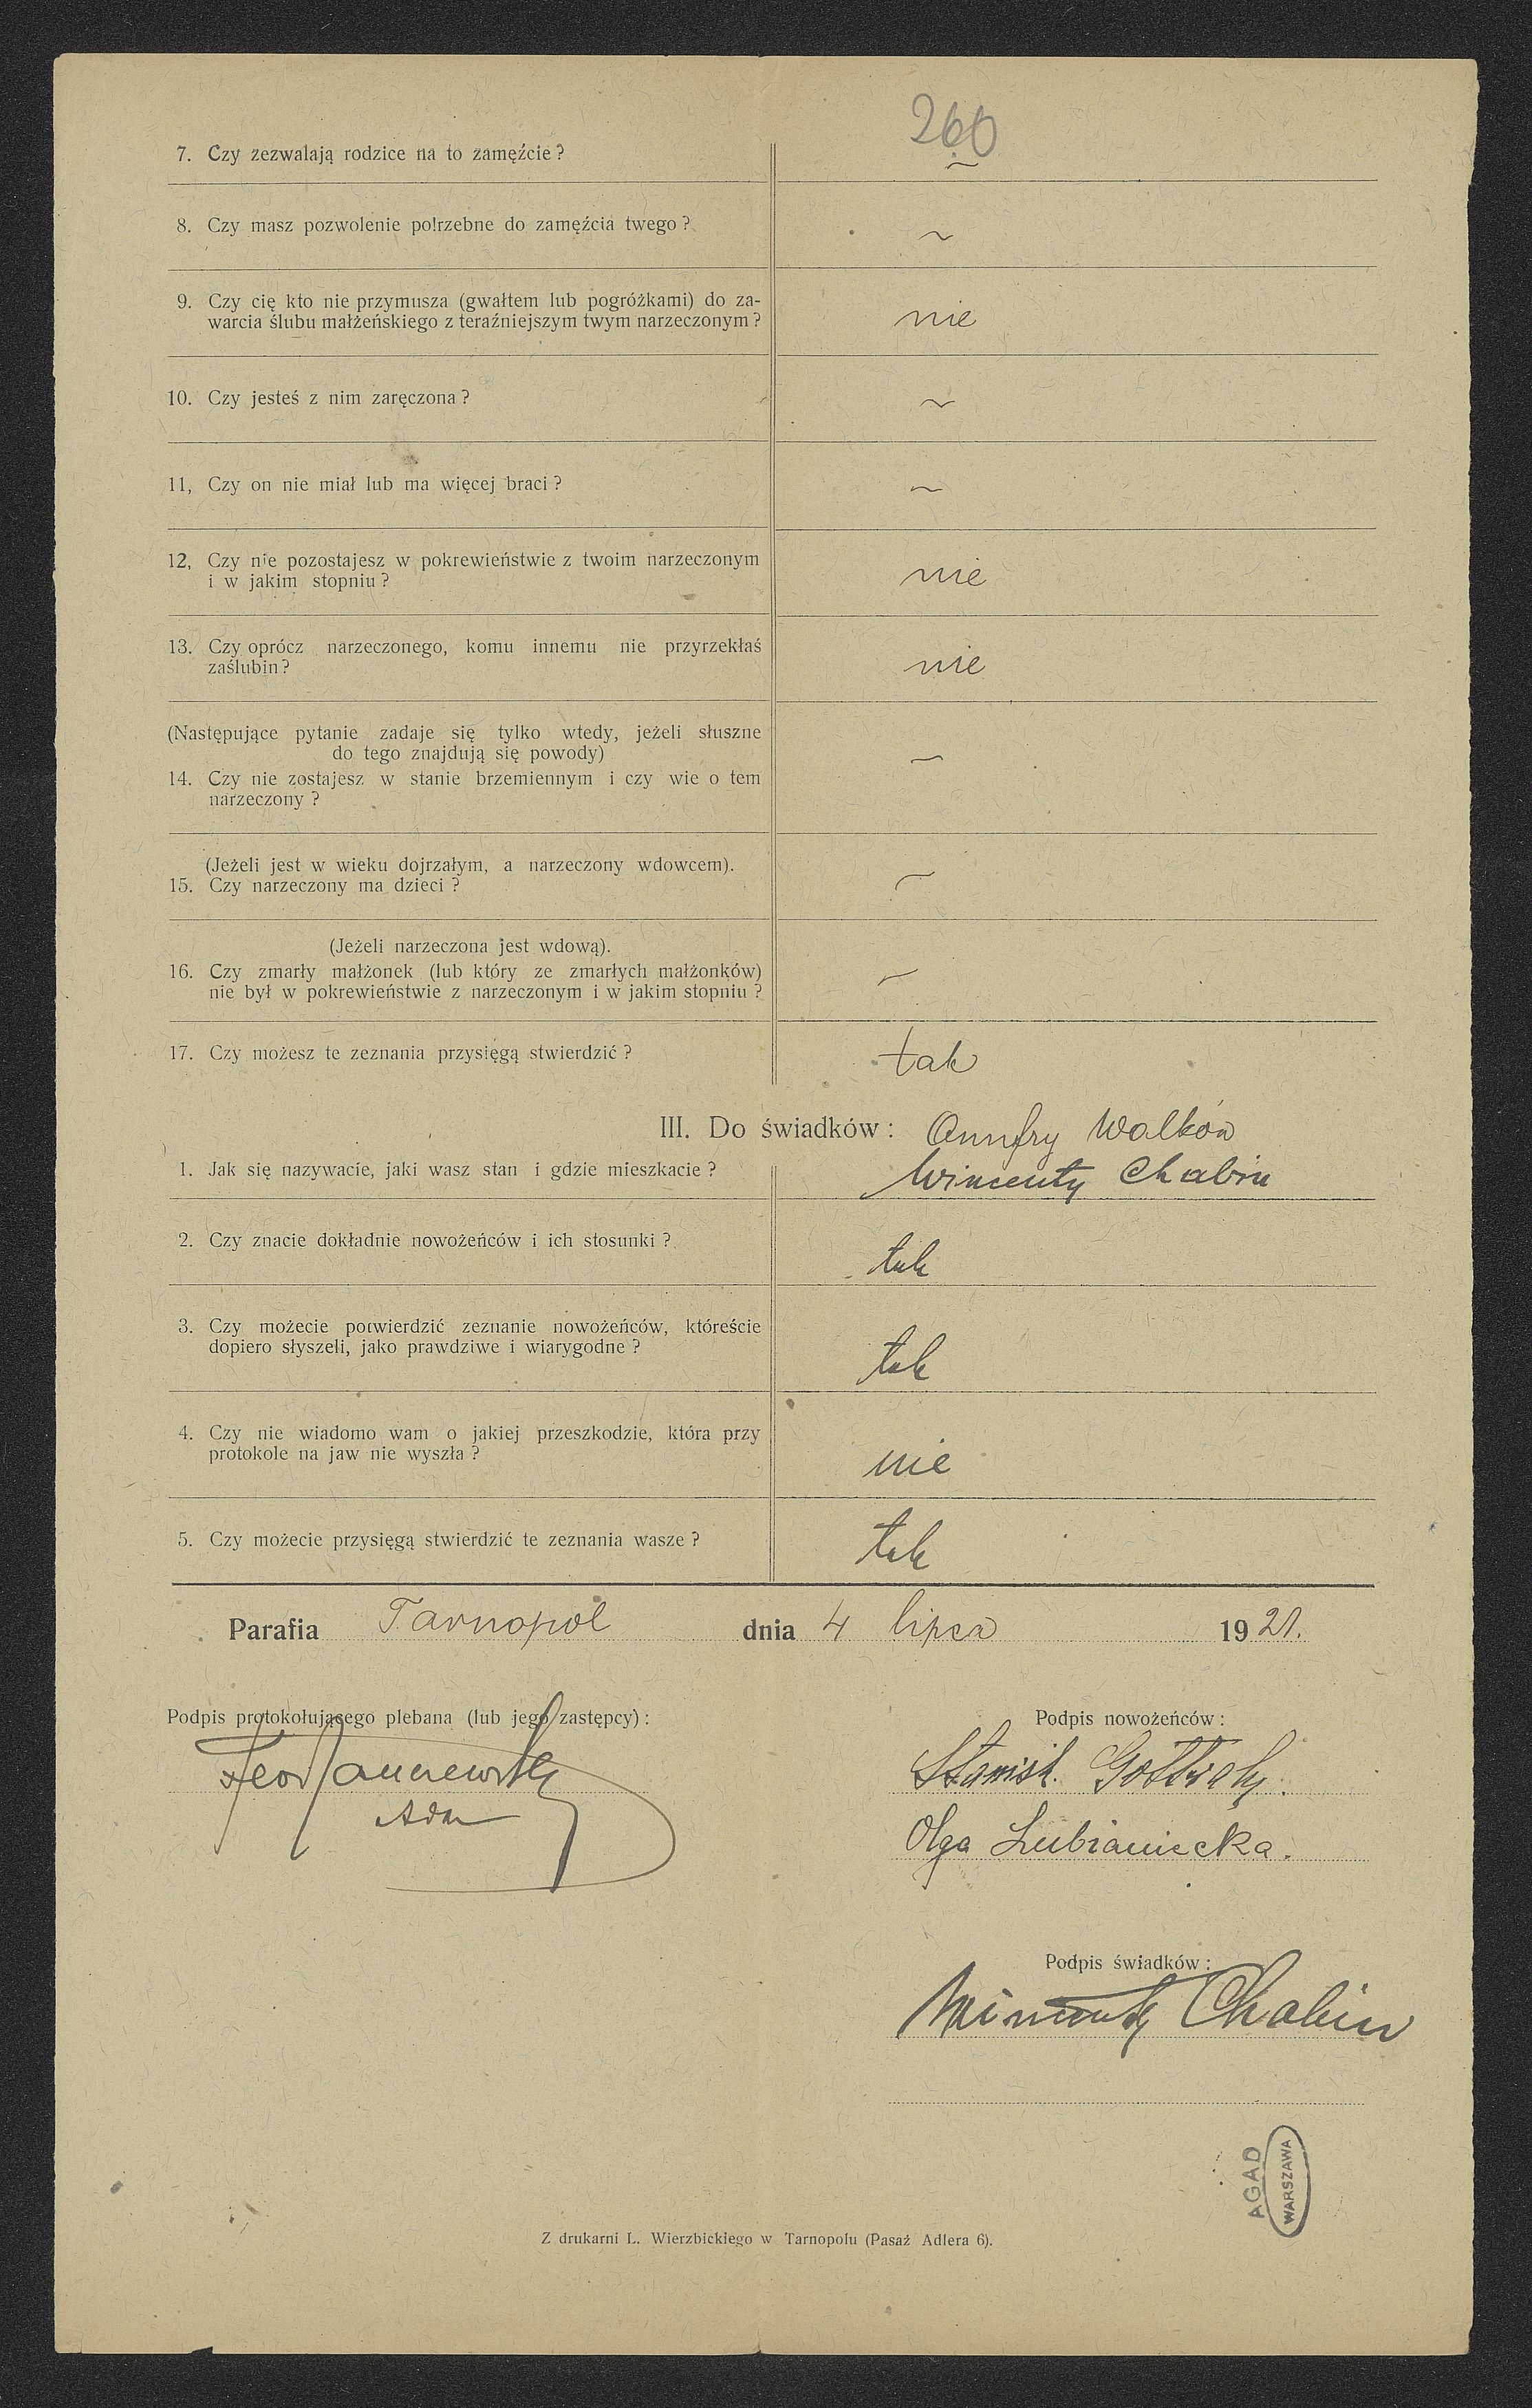 260
7. Czy zezwalają rodzice na to zamęźcie? ~
8. Czy masz pozwolenie potrzebne do zamęźcia twego? ~
9. Czy cię kto nie przymusza (gwałtem lub pogróżkami) do za-
warcia ślubu małżeńskiego z teraźniejszym twym narzeczonym? nie
10. Czy jesteś z nim zaręczona? ~
11, Czy on nie miał lub ma więcej braci? ~
12, Czy nie pozostajesz w pokrewieństwie z twoim narzeczonym
i w jakim stopniu? nie
13. Czy oprócz narzeczonego, komu innemu nie przyrzekłaś
zaślubin? nie
(Następujące pytanie zadaje się tylko wtedy, jeżeli słuszne
do tego znajdują się powody) ~
14. Czy nie zostajesz w stanie brzemiennym i czy wie o tem
narzeczony?
(Jeżeli jest w wieku dojrzałym, a narzeczony wdowcem).
15. Czy narzeczony ma dzieci? ~
(Jeżeli narzeczona jest wdową).
16. Czy zmarły małżonek (lub który ze zmarłych małżonków)
nie był w pokrewieństwie z narzeczonym i w jakim stopniu? ~
17. Czy możesz te zeznania przysięgą stwierdzić? tak
III. Do świadków: Onufry Walków
1. Jak się nazywacie, jaki wasz stan i gdzie mieszkacie? Wincenty Chabin
2. Czy znacie dokładnie nowożeńców i ich stosunki? tak
3. Czy możecie potwierdzić zeznanie nowożeńców, któreście
dopiero słyszeli, jako prawdziwe i wiarygodne? tak
4. Czy nie wiadomo wam o jakiej przeszkodzie, która przy
protokole na jaw nie wyszła? nie
5. Czy możecie przysięgą stwierdzić te zeznania wasze? tak
Parafia Tarnopol dnia 4 lipca 1921.
Podpis protokołującego plebana (lub jego zastępcy):
Adm
Podpis nowożeńców:
Stanisł.
Olga Łubianiecka.
Podpis świadków:
Wincenty Chabin
AGAD
WARSZAWA
Z drukarni L. Wierzbickiego w Tarnopolu (Pasaż Adlera 6).